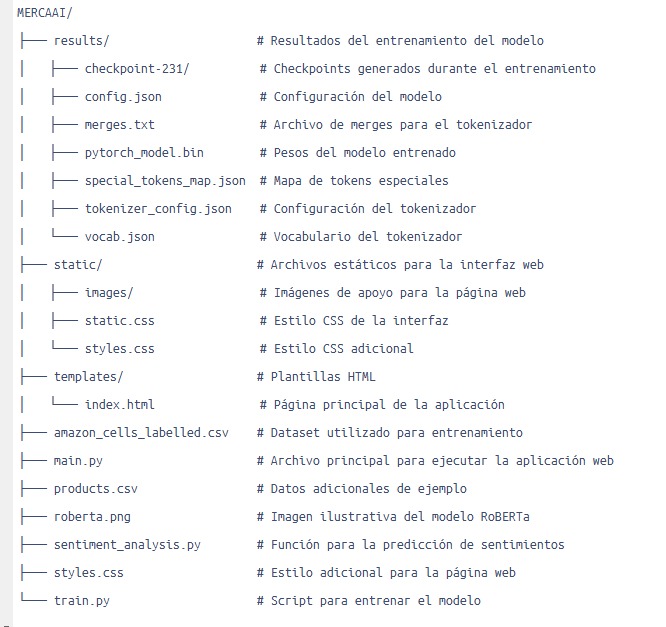 MERCAAI/
├── results/                    # Resultados del entrenamiento del modelo
│   ├── checkpoint-231/         # Checkpoints generados durante el entrenamiento
│   ├── config.json             # Configuración del modelo
│   ├── merges.txt              # Archivo de merges para el tokenizador
│   ├── pytorch_model.bin       # Pesos del modelo entrenado
│   ├── special_tokens_map.json # Mapa de tokens especiales
│   ├── tokenizer_config.json   # Configuración del tokenizador
│   └── vocab.json              # Vocabulario del tokenizador
├── static/                     # Archivos estáticos para la interfaz web
│   ├── images/                 # Imágenes de apoyo para la página web
│   ├── static.css              # Estilo CSS de la interfaz
│   └── styles.css              # Estilo CSS adicional
├── templates/                  # Plantillas HTML
│   └── index.html              # Página principal de la aplicación
├── amazon_cells_labelled.csv   # Dataset utilizado para entrenamiento
├── main.py                     # Archivo principal para ejecutar la aplicación web
├── products.csv                # Datos adicionales de ejemplo
├── roberta.png                 # Imagen ilustrativa del modelo RoBERTa
├── sentiment_analysis.py       # Función para la predicción de sentimientos
├── styles.css                  # Estilo adicional para la página web
└── train.py                    # Script para entrenar el modelo